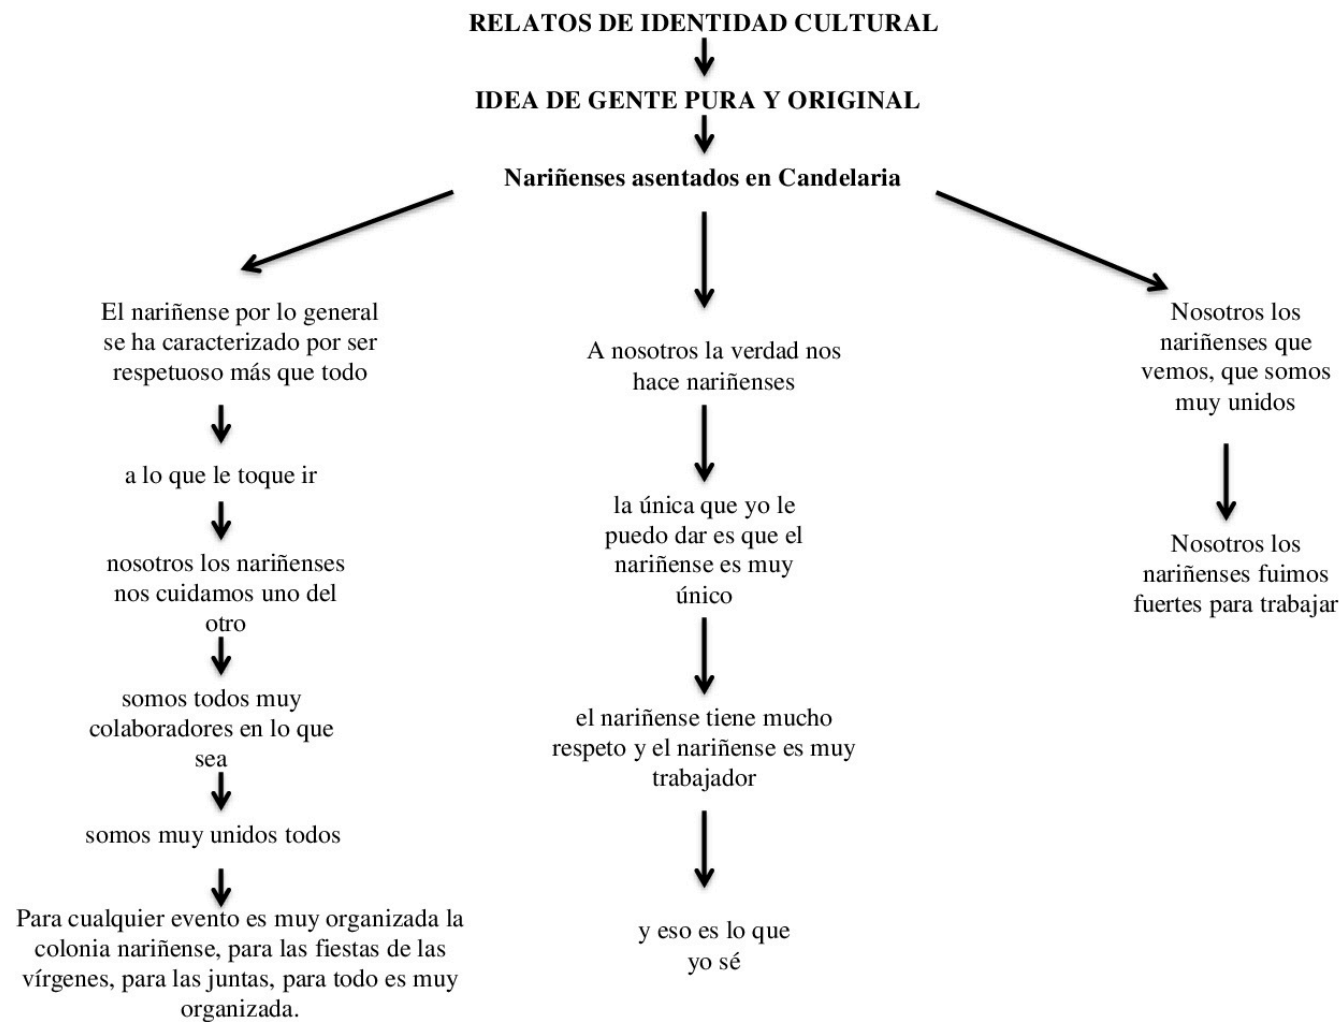 RELATOS DE IDENTIDAD CULTURAL
IDEA DE GENTE PURA Y ORIGINAL
Nariñenses asentados en Candelaria
El nariñense por lo general
se ha caracterizado por ser
respetuoso más que todo
a lo que le toque ir
nosotros los nariñenses
nos cuidamos uno del
otro
somos todos muy
colaboradores en lo que
sea
somos muy unidos todos
Para cualquier evento es muy organizada la
colonia nariñense, para las fiestas de las
vírgenes, para las juntas, para todo es muy
organizada.
A nosotros la verdad nos
hace nariñenses
la única que yo le
puedo dar es que el
nariñense es muy
único
el nariñense tiene mucho
respeto y el nariñense es muy
trabajador
y eso es lo que
yo sé
Nosotros los
nariñenses que
vemos, que somos
muy unidos
Nosotros los
nariñenses fuimos
fuertes para trabajar